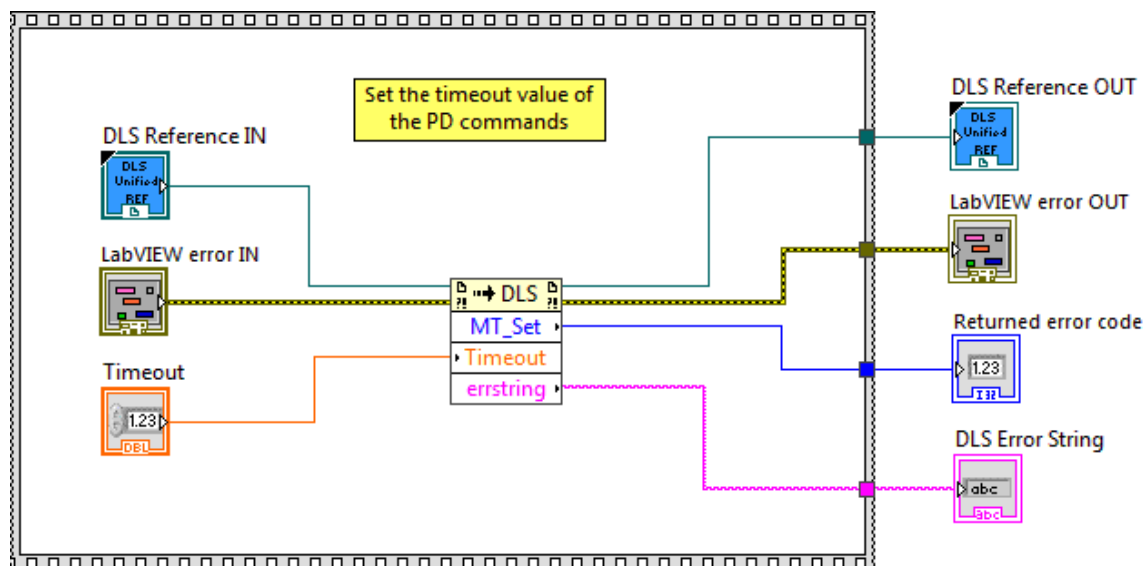 Set the timeout value of
the PD commands
DLS Reference IN
DLS
Unified
REF
DLS Reference OUT
DLS
Unified
REF
LabVIEW error IN
LabVIEW error OUT
?! DLS ?!
MT_Set
Timeout
errstring
Timeout
1.23
DBL
Returned error code
1.23
I32
DLS Error String
abc
abc